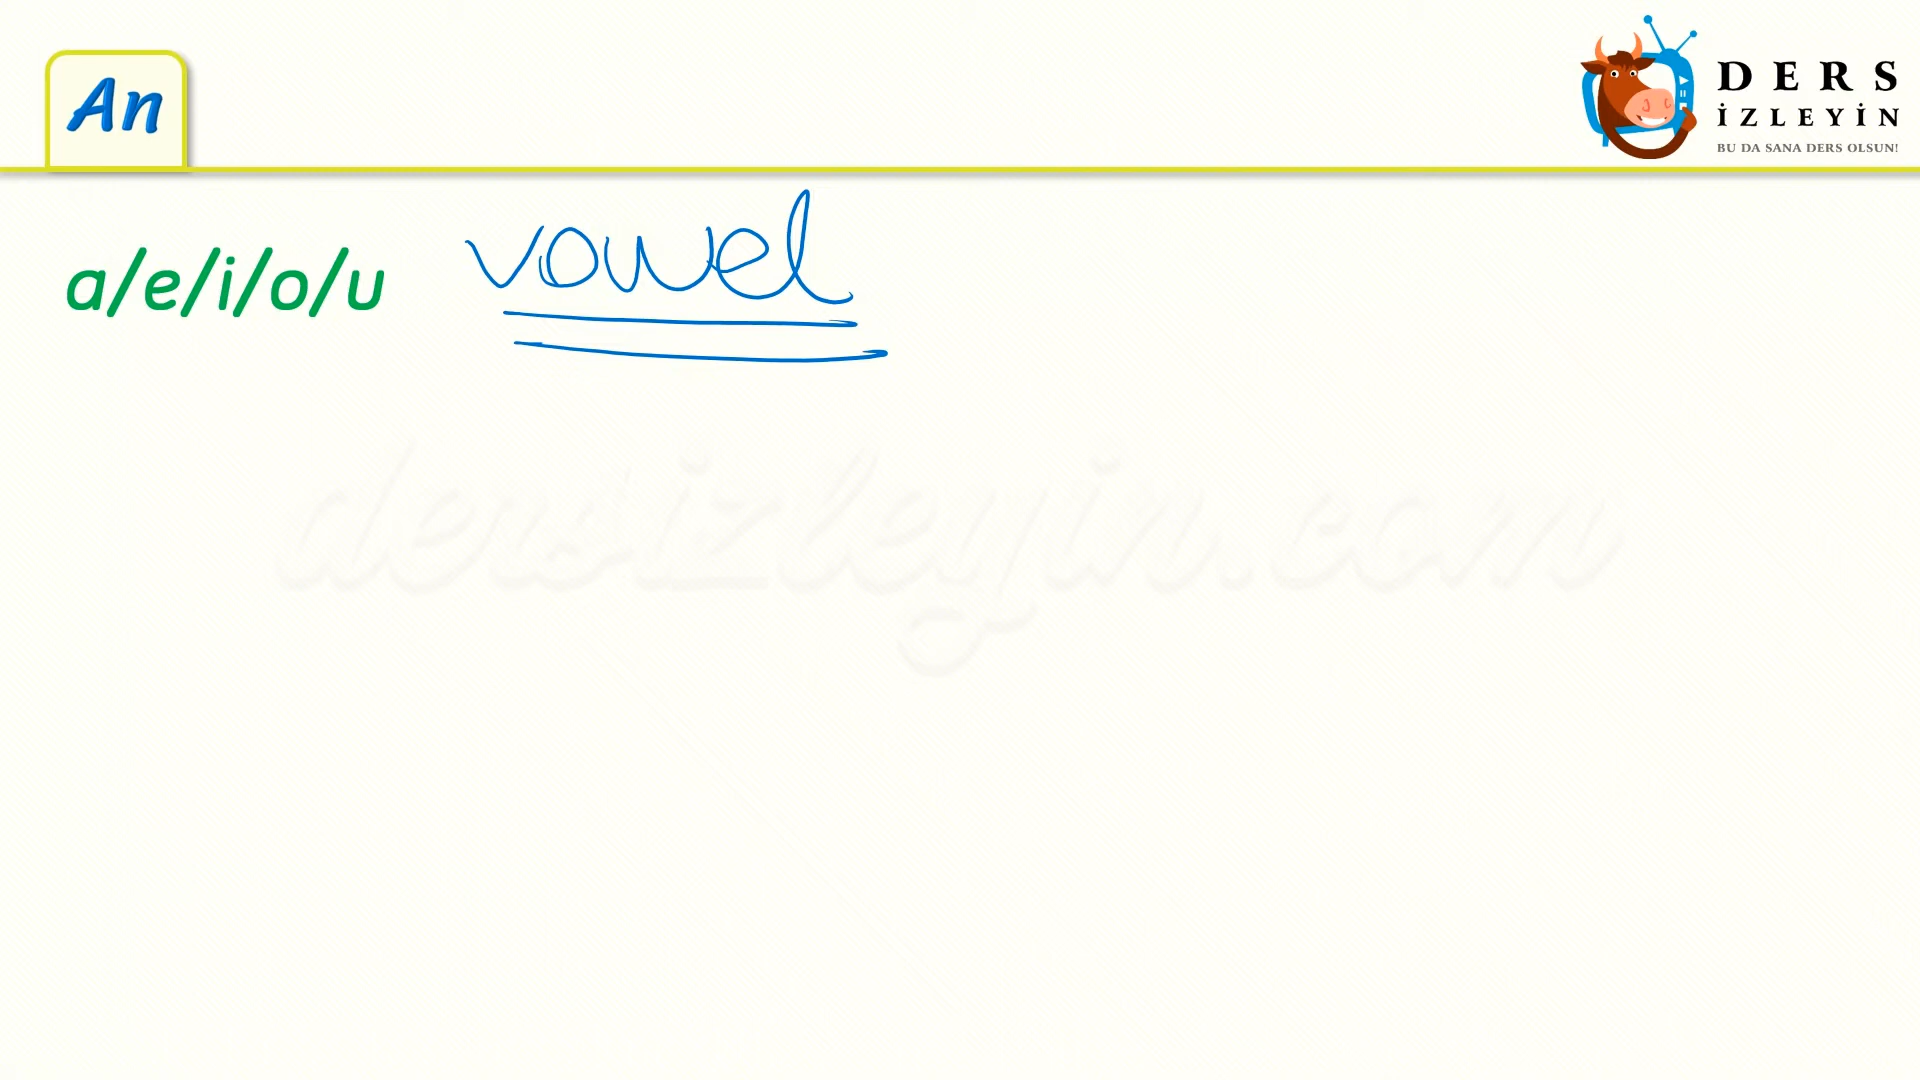 An
DERS
İZLEYİN
BU DA SANA DERS OLSUN!
a/e/i/o/u vowel
dersizleyin.com